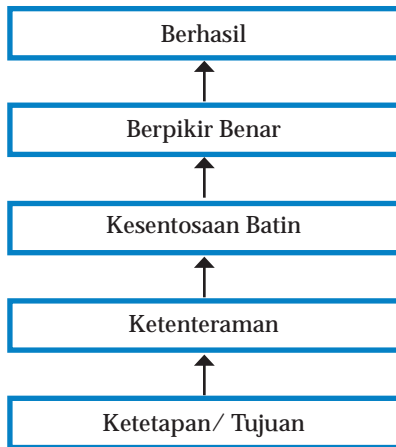 Berhasil
Berpikir Benar
Kesentosaan Batin
Ketenteraman
Ketetapan/ Tujuan